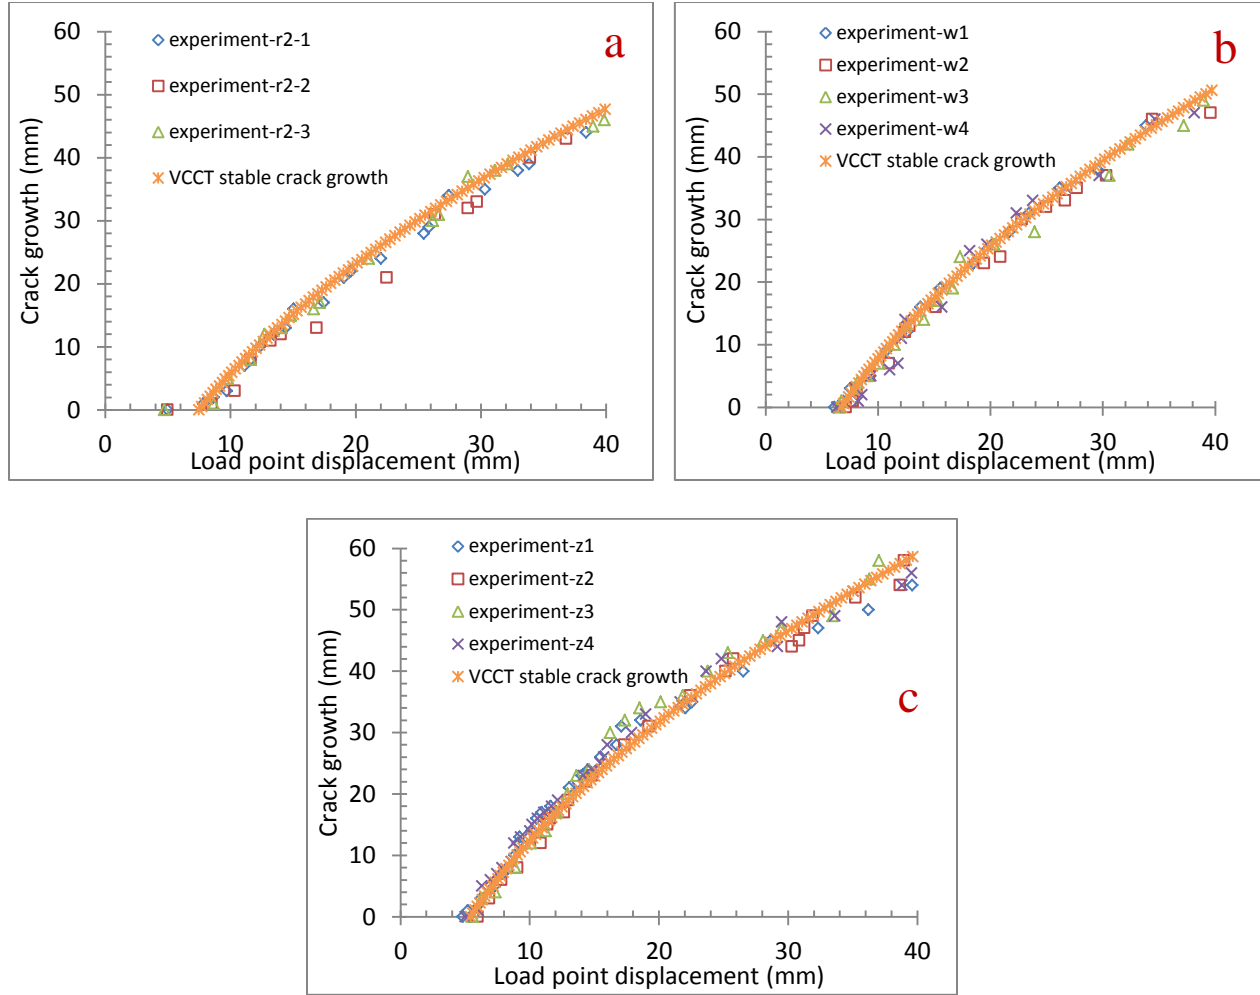 a
60
50
40
30
20
10
0
Crack growth (mm)
experiment-r2-1
experiment-r2-2
experiment-r2-3
VCCT stable crack growth
0 10 20 30 40
Load point displacement (mm)
b
60
50
40
30
20
10
0
Crack growth (mm)
experiment-w1
experiment-w2
experiment-w3
experiment-w4
VCCT stable crack growth
0 10 20 30 40
Load point displacement (mm)
c
60
50
40
30
20
10
0
Crack growth (mm)
experiment-z1
experiment-z2
experiment-z3
experiment-z4
VCCT stable crack growth
0 10 20 30 40
Load point displacement (mm)